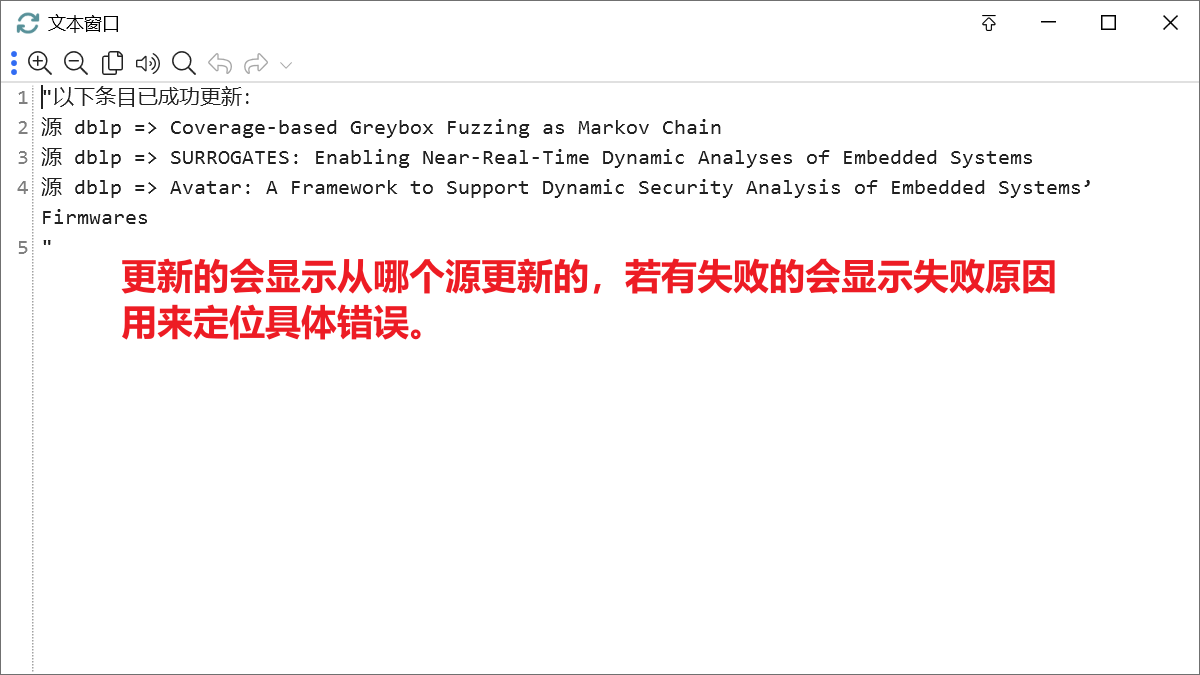 文本窗口
1 "以下条目已成功更新:
2 源 dblp => Coverage-based Greybox Fuzzing as Markov Chain
3 源 dblp => SURROGATES: Enabling Near-Real-Time Dynamic Analyses of Embedded Systems
4 源 dblp => Avatar: A Framework to Support Dynamic Security Analysis of Embedded Systems’
Firmwares
5 "
更新的会显示从哪个源更新的，若有失败的会显示失败原因
用来定位具体错误。